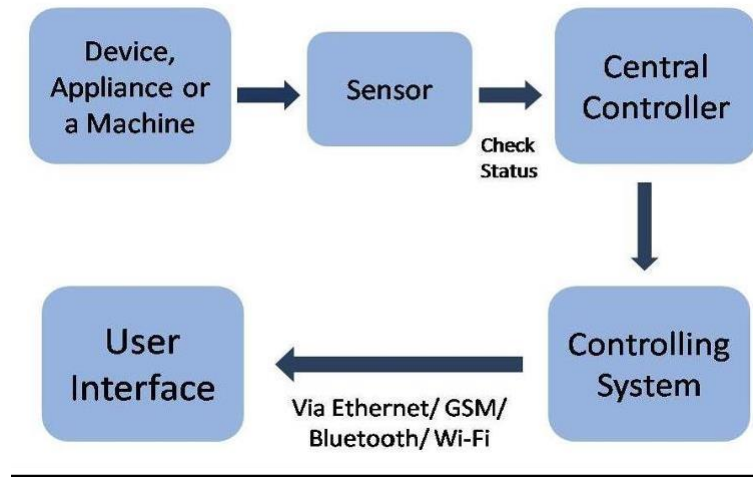 Device,
Appliance or
a Machine
Sensor
Check
Status
Central
Controller
Controlling
System
Via Ethernet/ GSM/
Bluetooth/ Wi-Fi
User
Interface